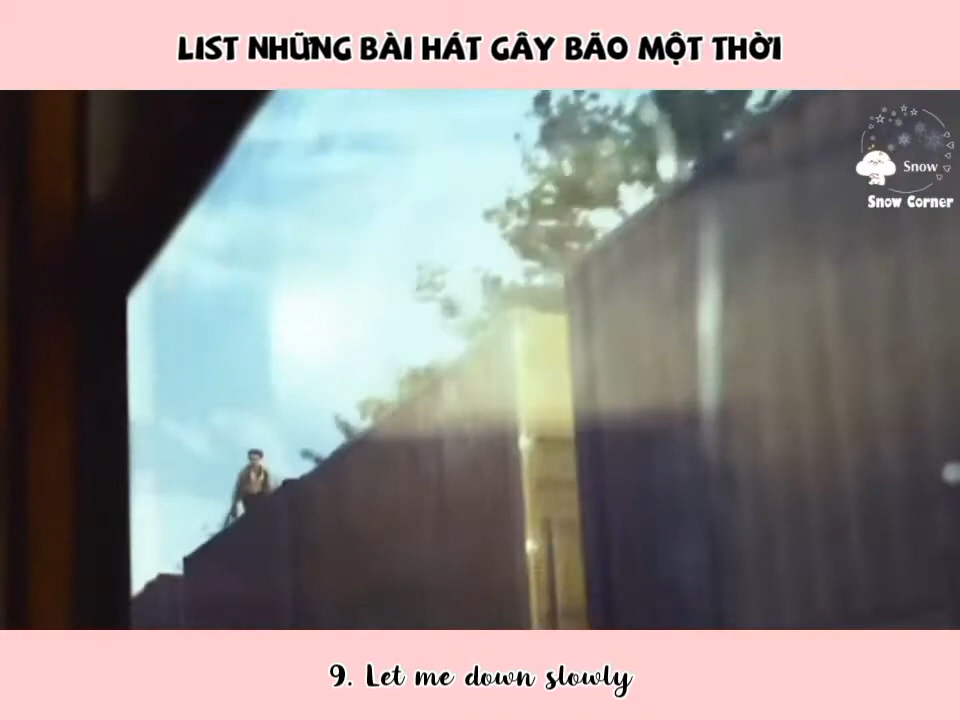 LIST NHỮNG BÀI HÁT GÂY BÃO MỘT THỜI
Snow
Snow Corner
9. Let me down slowly